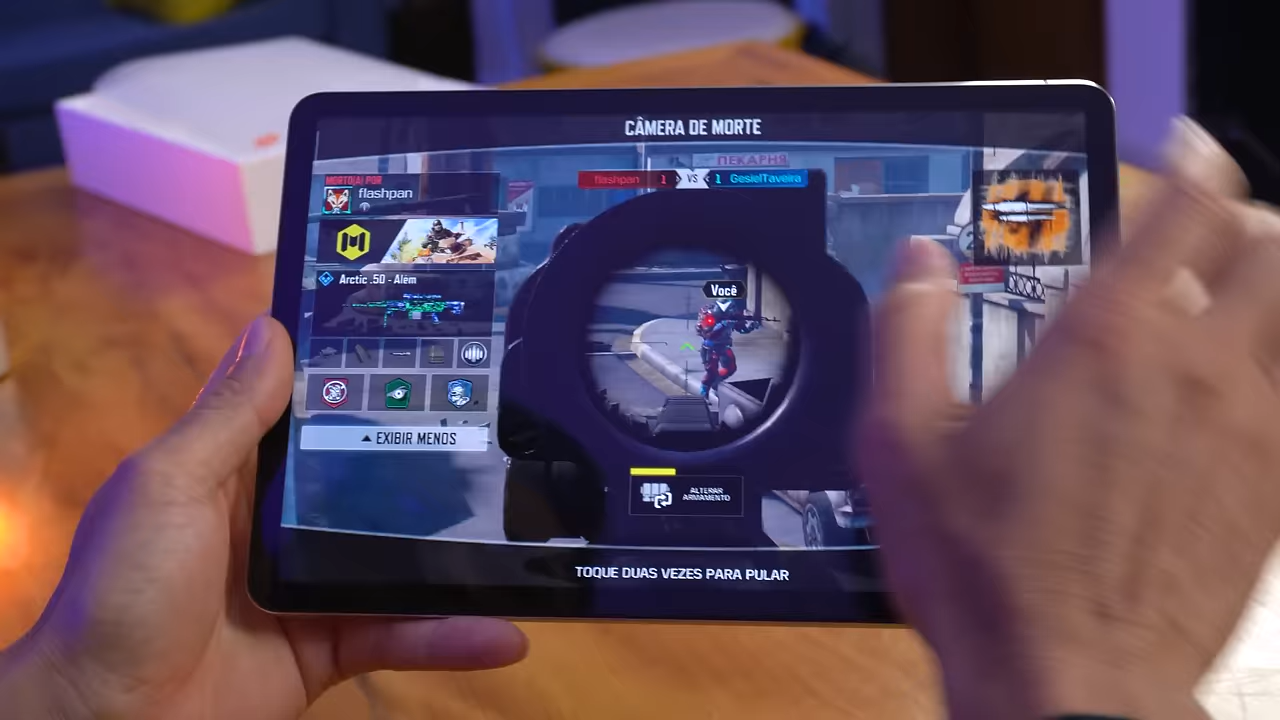 CÂMERA DE MORTE
ПЕКАРНЯ
MORTO(A) POR
flashpan
flashpan 1 VS 1 GesielTaveira
Arctic .50 - Além
Você
EXIBIR MENOS
ALTERAR
ARMAMENTO
TOQUE DUAS VEZES PARA PULAR